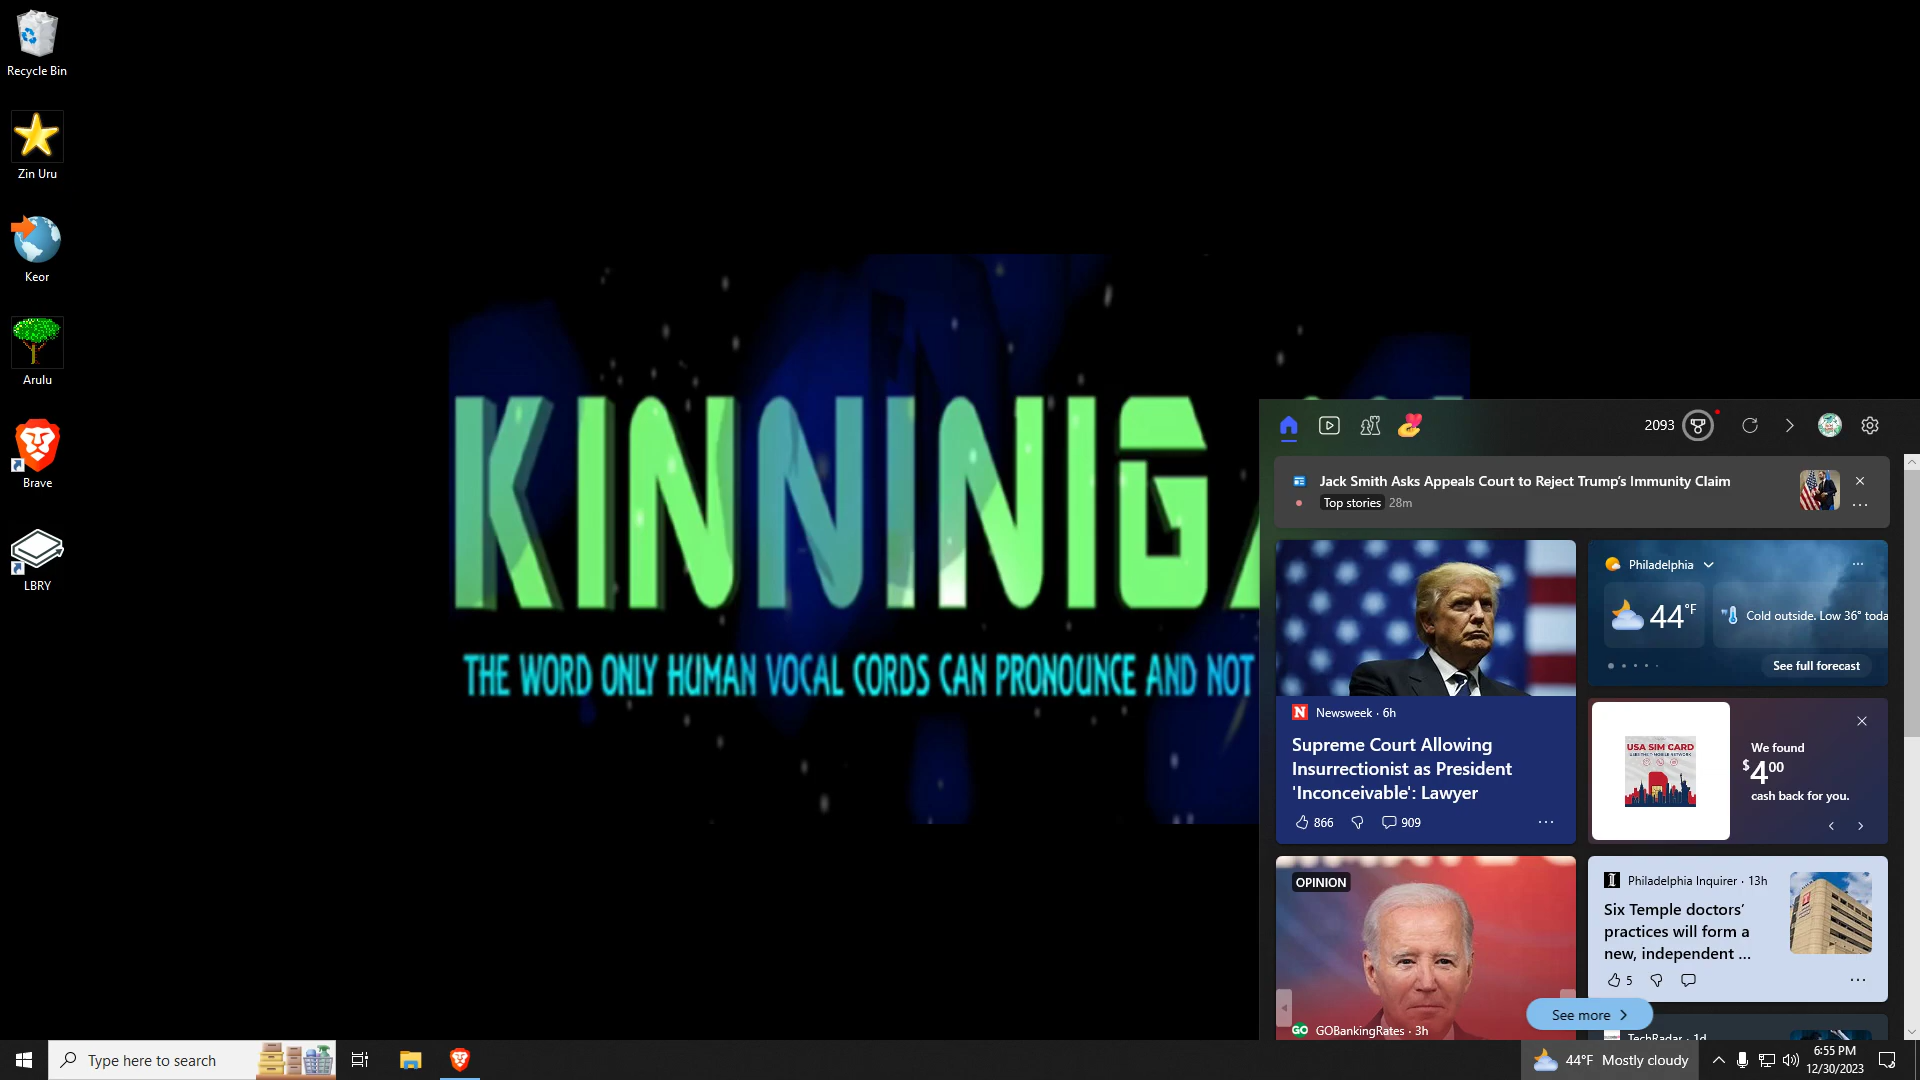 Recycle Bin
Zin Uru
Keor
Arulu
Brave
LBRY
KINNINIGA
THE WORD ONLY HUMAN VOCAL CORDS CAN PRONOUNCE AND NOT
2093
Jack Smith Asks Appeals Court to Reject Trump’s Immunity Claim
Top stories 28m
Newsweek · 6h
Supreme Court Allowing
Insurrectionist as President
'Inconceivable': Lawyer
866 909
Philadelphia
44°F
Cold outside. Low 36° toda
See full forecast
USA SIM CARD
We found
$4.00
cash back for you.
OPINION
GOBankingRates · 3h
Philadelphia Inquirer · 13h
Six Temple doctors’
practices will form a
new, independent ...
5
See more
TechRadar · 1d
Type here to search
44°F Mostly cloudy
6:55 PM
12/30/2023